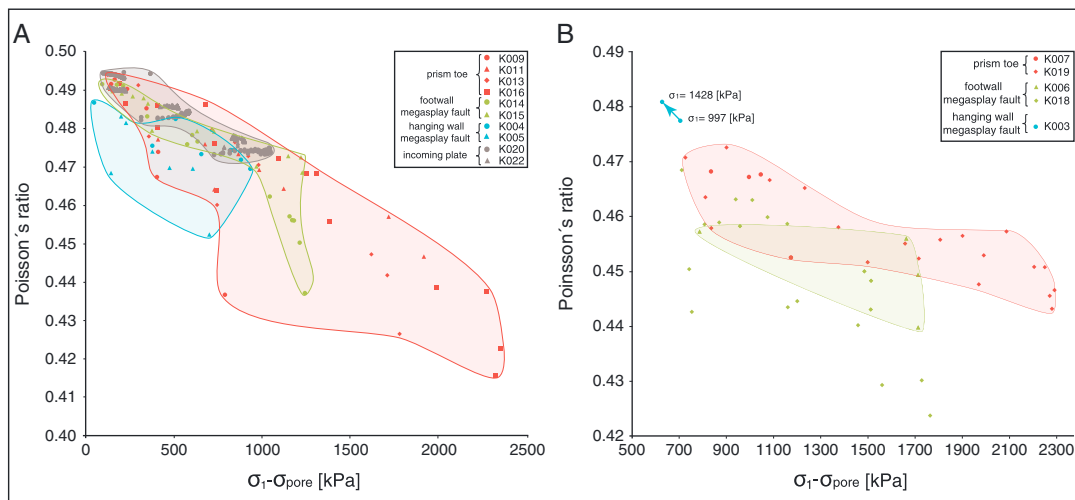 A
0.50
0.49
0.48
0.47
0.46
0.45
0.44
0.43
0.42
0.41
0.40
Poisson´s ratio
0
500
1000
1500
2000
2500
σ1-σpore [kPa]
prism toe
footwall
megasplay fault
hanging wall
megasplay fault
incoming plate
K009
K011
K013
K016
K014
K015
K004
K005
K020
K022
B
0.49
0.48
0.47
0.46
0.45
0.44
0.43
0.42
Poinsson´s ratio
500
700
900
1100
1300
1500
1700
1900
2100
2300
σ1-σpore [kPa]
σ1= 1428 [kPa]
σ1= 997 [kPa]
prism toe
footwall
megasplay fault
hanging wall
megasplay fault
K007
K019
K006
K018
K003